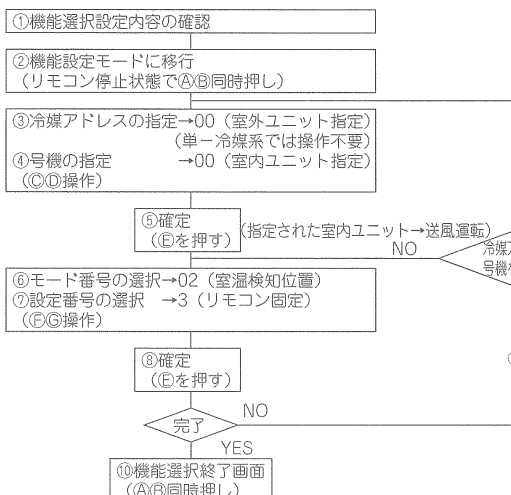 ①機能選択設定内容の確認
②機能設定モードに移行
（リモコン停止状態でⒶⒷ同時押し）
③冷媒アドレスの指定→00（室外ユニット指定）
（単一冷媒系では操作不要）
④号機の指定　→00（室内ユニット指定）
（ⒸⒹ操作）
⑤確定
（Ⓔを押す）
（指定された室内ユニット→送風運転）
NO
冷媒ア
号機を
⑥モード番号の選択→02（室温検知位置）
⑦設定番号の選択　→3（リモコン固定）
（ⒻⒼ操作）
⑧確定
（Ⓔを押す）
NO
完了
YES
⑩機能選択終了画面
（ⒶⒷ同時押し）